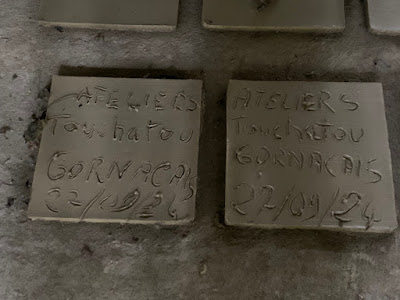 ATELIERS
Touchatou
GORNACAIS
22/09/24
ATELIERS
Touchatou
GORNACAIS
22/09/24